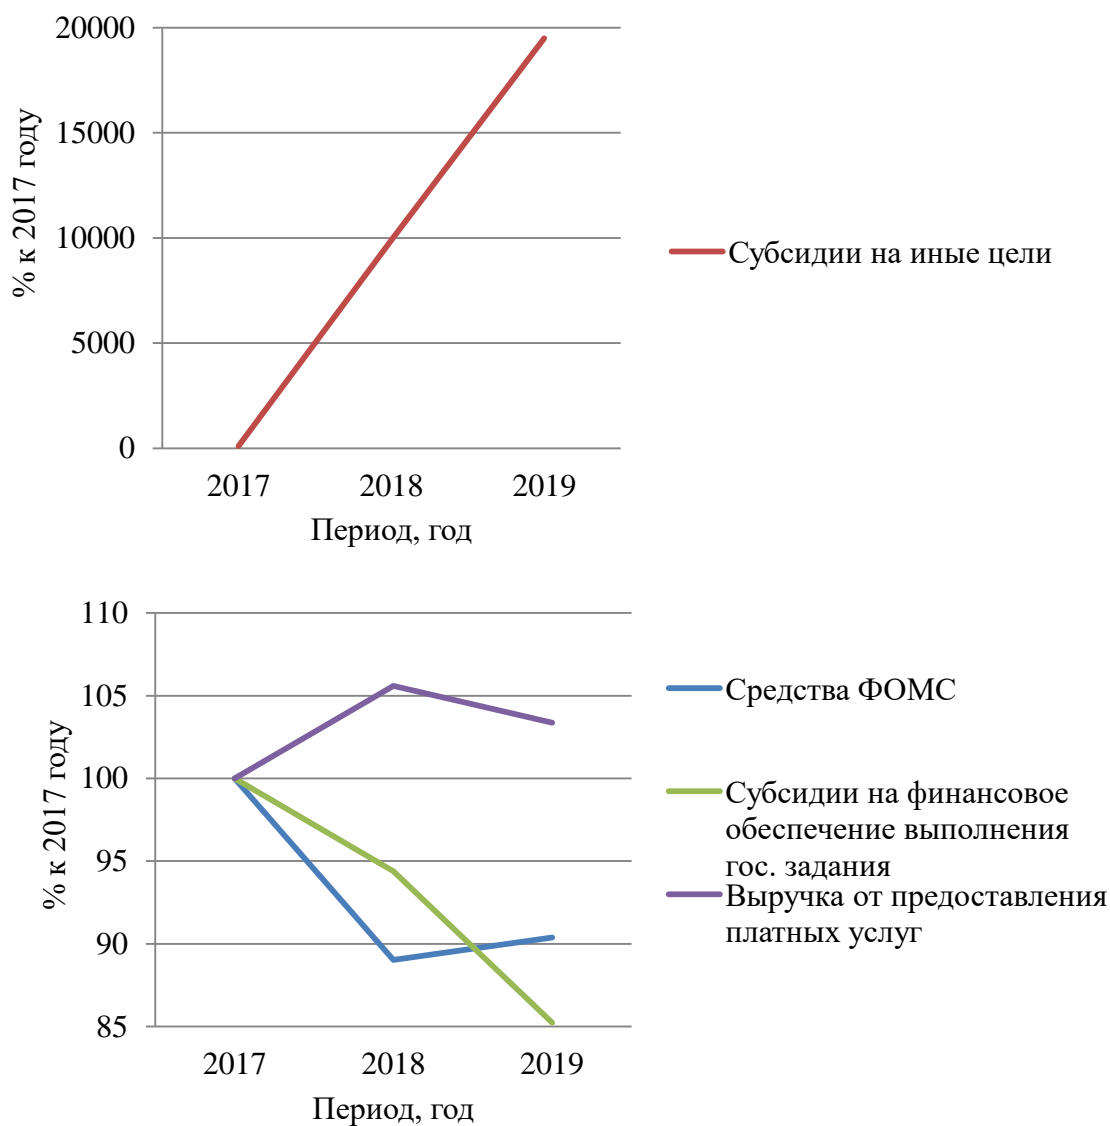 20000
15000
10000
5000
0
% к 2017 году
2017 2018 2019
Период, год
Субсидии на иные цели
110
105
100
95
90
85
% к 2017 году
2017 2018 2019
Период, год
Средства ФОМС
Субсидии на финансовое
обеспечение выполнения
гос. задания
Выручка от предоставления
платных услуг